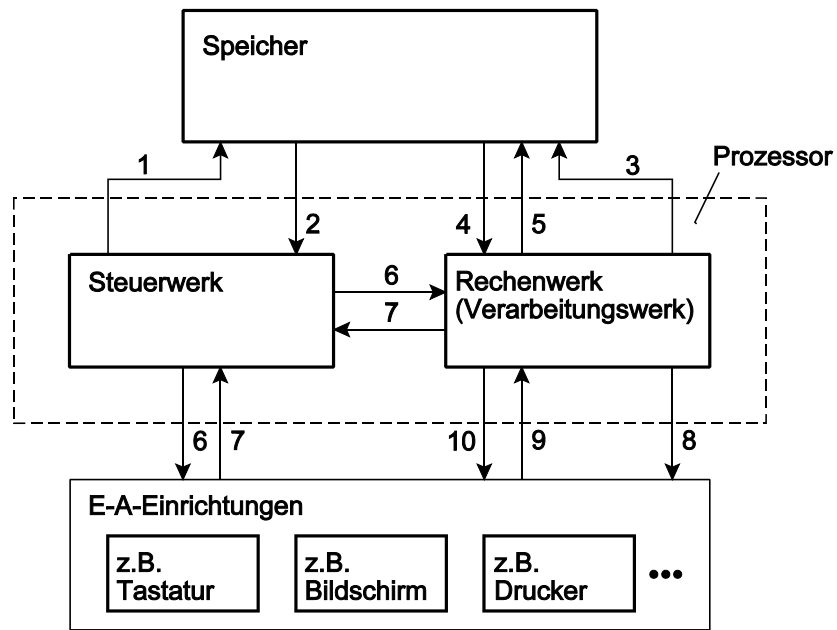 Speicher
Prozessor
1
3
2
4
5
Steuerwerk
6
Rechenwerk
(Verarbeitungswerk)
7
6
7
10
9
8
E-A-Einrichtungen
z.B.
Tastatur
z.B.
Bildschirm
z.B.
Drucker
•••